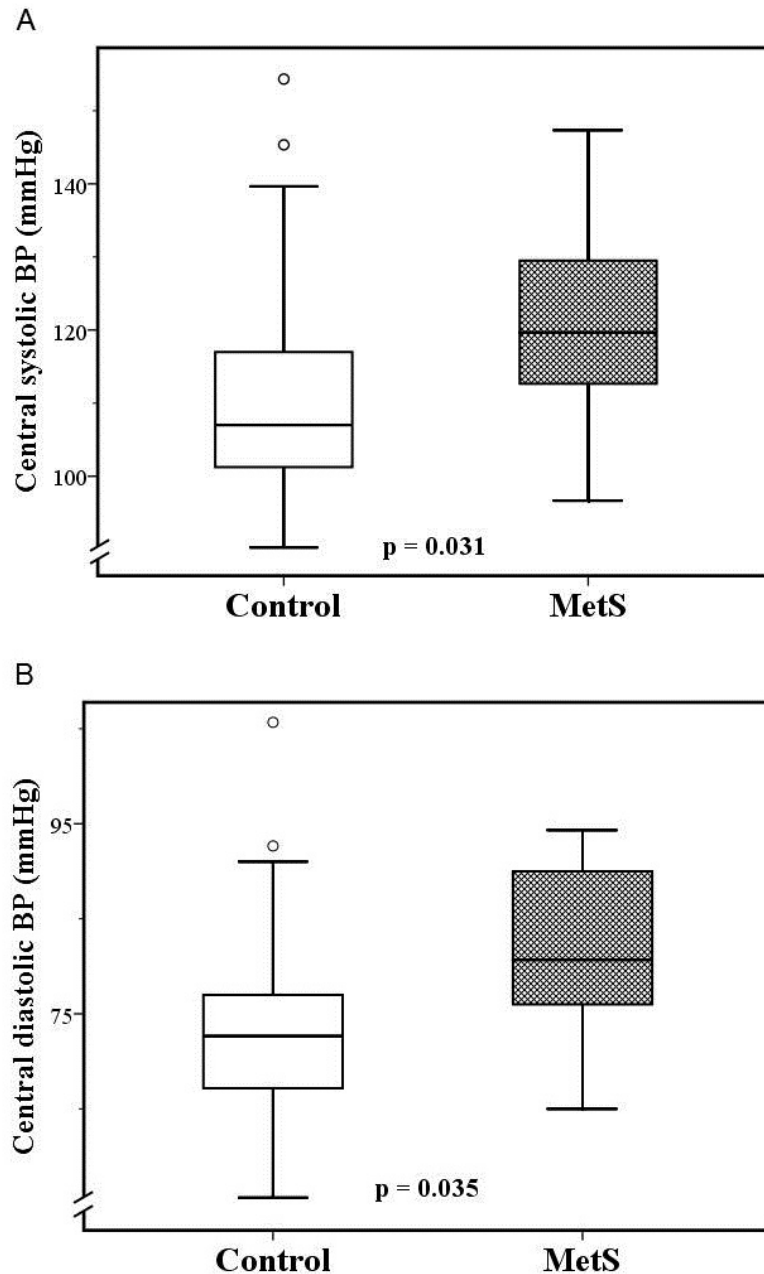 A
Central systolic BP (mmHg)
140
120
100
p = 0.031
Control MetS
B
Central diastolic BP (mmHg)
95
75
p = 0.035
Control MetS